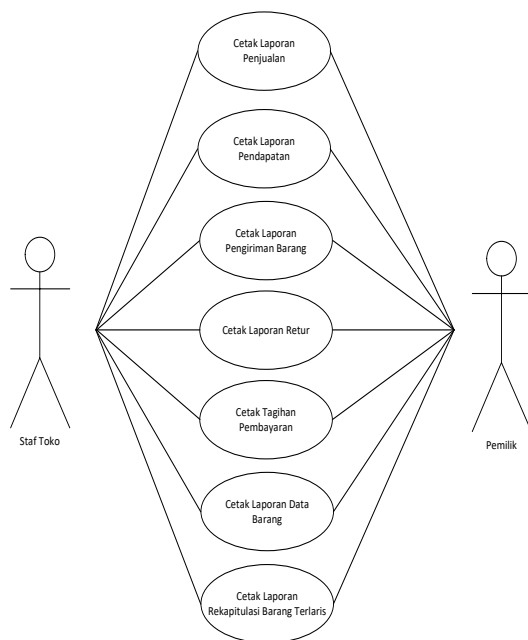 Cetak Laporan
Penjualan
Cetak Laporan
Pendapatan
Cetak Laporan
Pengiriman Barang
Cetak Laporan Retur
Cetak Tagihan
Pembayaran
Staf Toko
Pemilik
Cetak Laporan Data
Barang
Cetak Laporan
Rekapitulasi Barang Terlaris